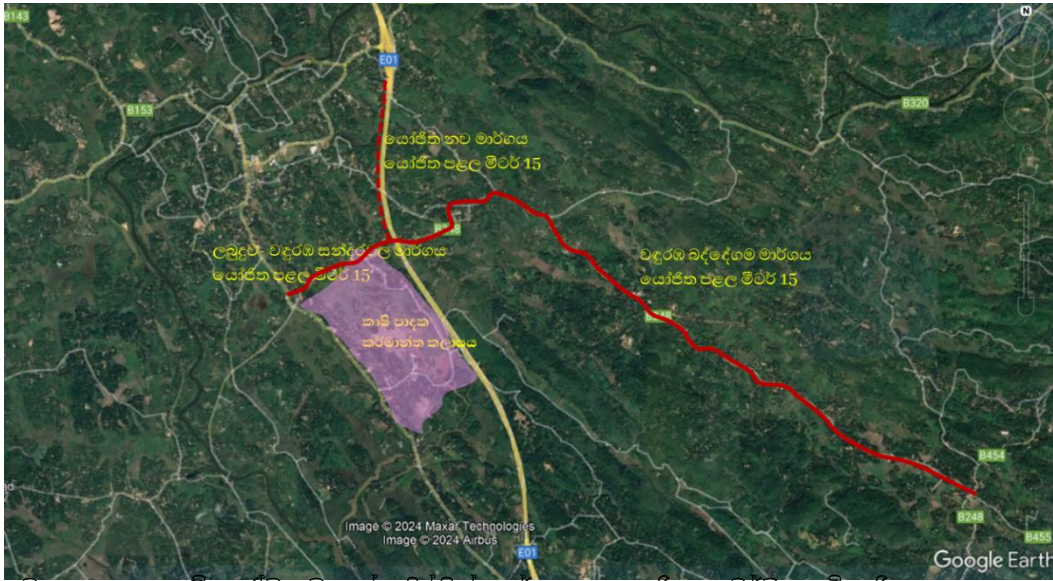 B143
N
E01
B153
B320
යෝජිත නව මාර්ගය
යෝජිත පළල මීටර් 15
ලබුදූව - වඳුරඹ සන්දරවල මාර්ගය
යෝජිත පළල මීටර් 15
වඳුරඹ බද්දේගම මාර්ගය
යෝජිත පළල මීටර් 15
කෘෂි පාදක
කර්මාන්ත කලාපය
B454
B248
B455
E01
Image © 2024 Maxar Technologies
Image © 2024 Airbus
Google Earth